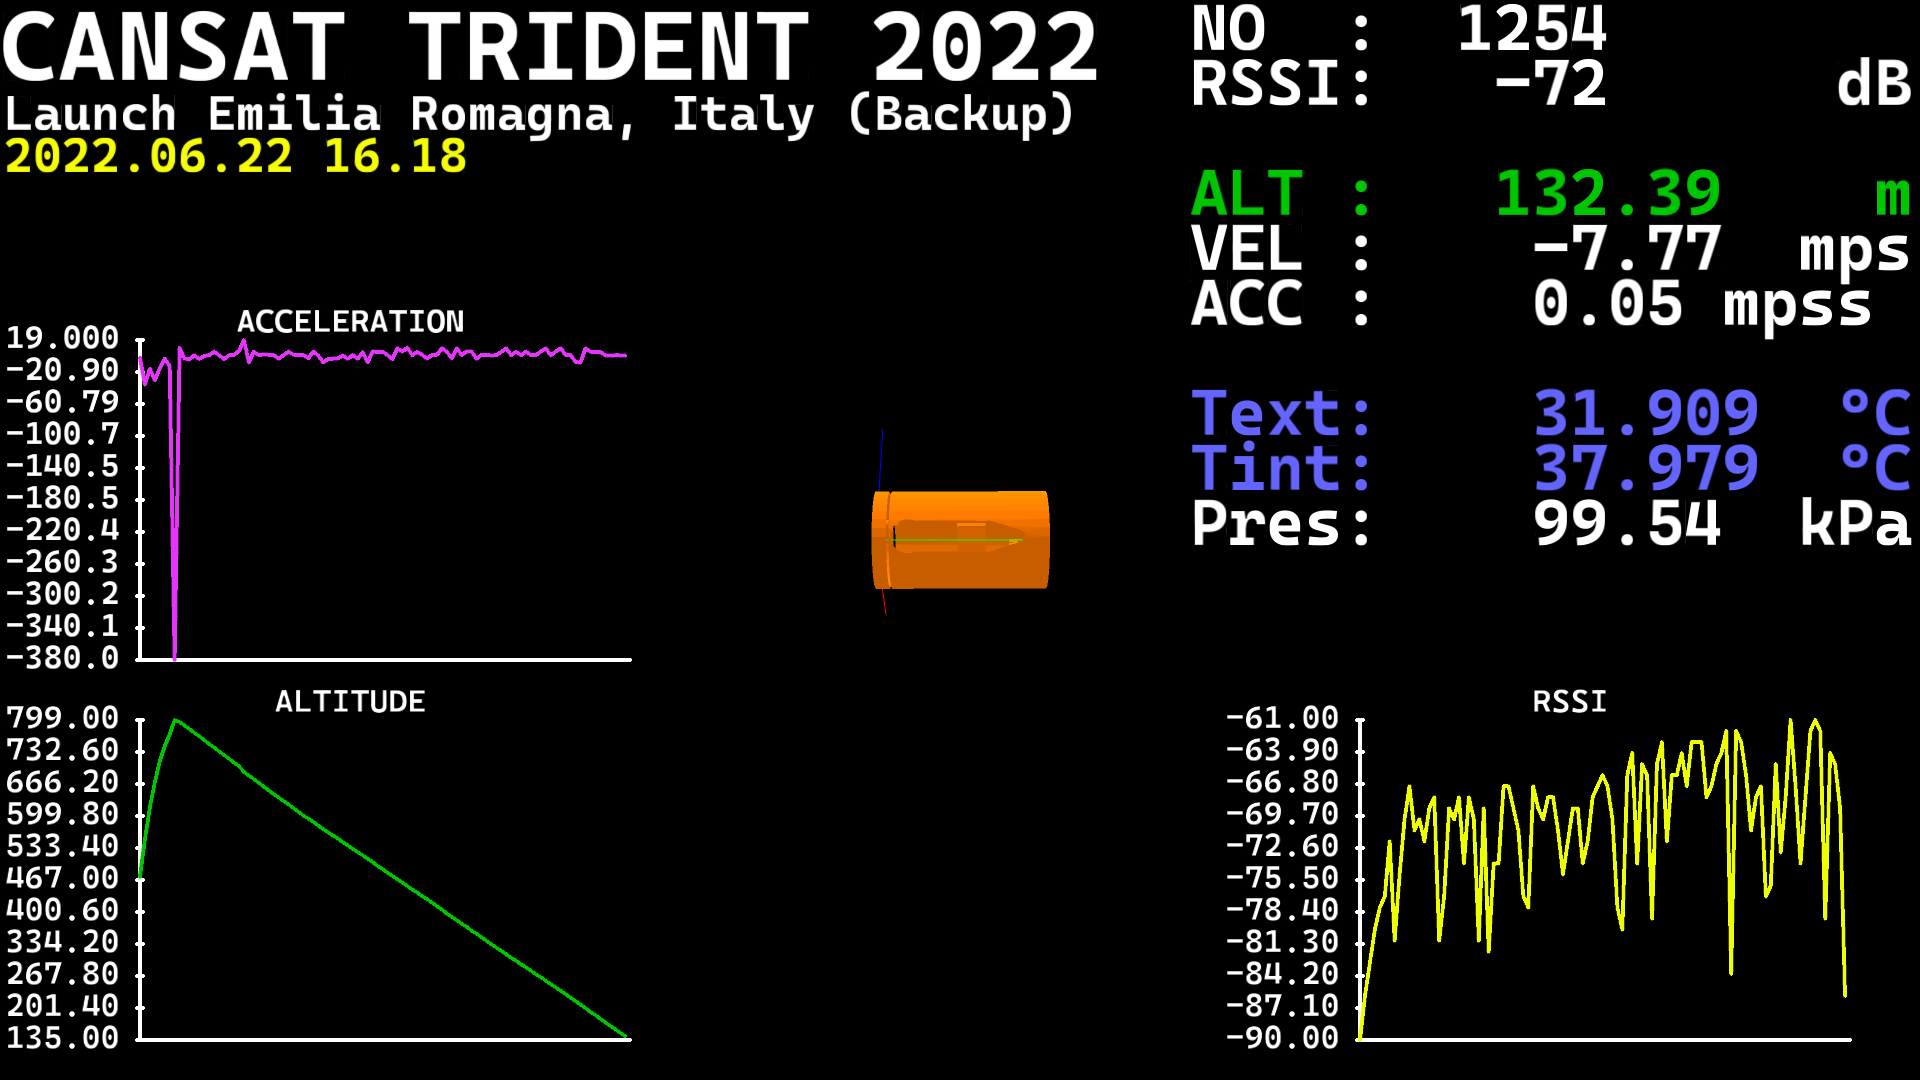 CANSAT TRIDENT 2022
Launch Emilia Romagna, Italy (Backup)
2022.06.22 16.18
NO : 1254
RSSI: -72 dB
ALT : 132.39 m
VEL : -7.77 mps
ACC : 0.05 mpss
Text: 31.909 °C
Tint: 37.979 °C
Pres: 99.54 kPa
ACCELERATION
19.000
-20.90
-60.79
-100.7
-140.5
-180.5
-220.4
-260.3
-300.2
-340.1
-380.0
ALTITUDE
799.00
732.60
666.20
599.80
533.40
467.00
400.60
334.20
267.80
201.40
135.00
RSSI
-61.00
-63.90
-66.80
-69.70
-72.60
-75.50
-78.40
-81.30
-84.20
-87.10
-90.00